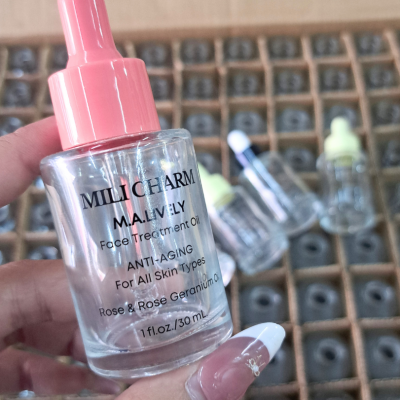 MILI CHARM
M.A.LIVELY
Face Treatment Oil
ANTI-AGING
For All Skin Types
Rose & Rose Geranium Oil
1 fl.oz./30 mL